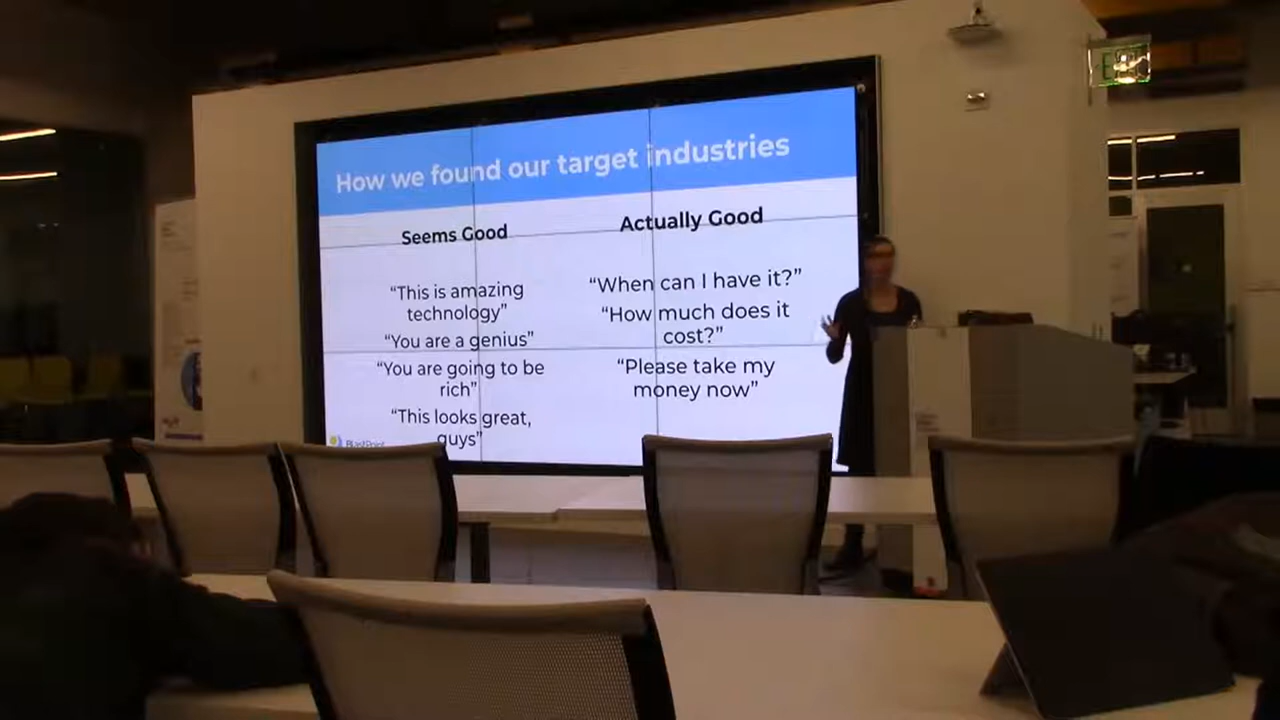 How we found our target industries
Seems Good
"This is amazing
technology"
"You are a genius"
"You are going to be
rich"
"This looks great,
guys"
Actually Good
"When can I have it?"
"How much does it
cost?"
"Please take my
money now"
BlastPoint
EXIT